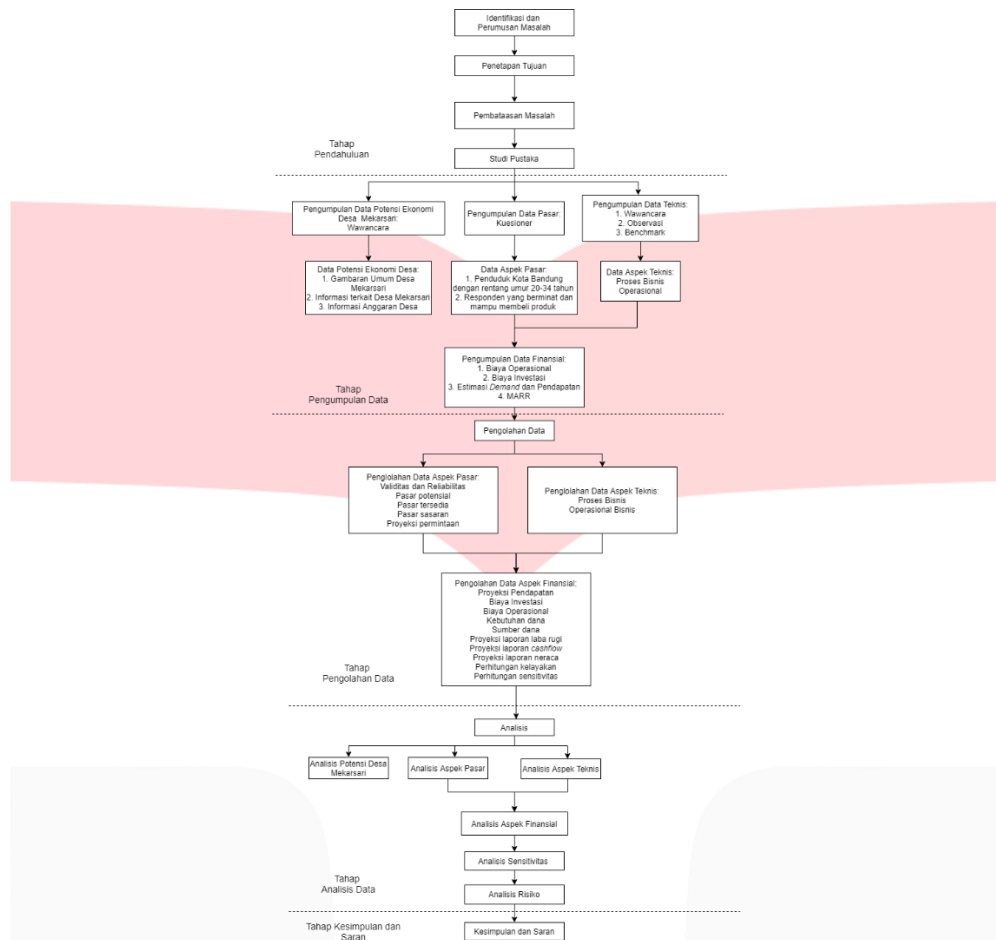 Identifikasi dan
Perumusan Masalah
Penetapan Tujuan
Pembataasan Masalah
Tahap
Pendahuluan
Studi Pustaka
Pengumpulan Data Potensi Ekonomi
Desa Mekarsari:
Wawancara
Pengumpulan Data Pasar:
Kuesioner
Pengumpulan Data Teknis:
1. Wawancara
2. Observasi
3. Benchmark
Data Potensi Ekonomi Desa:
1. Gambaran Umum Desa
Mekarsari
2. Informasi terkait Desa Mekarsari
3. Informasi Anggaran Desa
Data Aspek Pasar:
1. Penduduk Kota Bandung
dengan rentang umur 20-34 tahun
2. Responden yang berminat dan
mampu membeli produk
Data Aspek Teknis:
Proses Bisnis
Operasional
Pengumpulan Data Finansial:
1. Biaya Operasional
2. Biaya Investasi
3. Estimasi Demand dan Pendapatan
4. MARR
Tahap
Pengumpulan Data
Pengolahan Data
Penglolahan Data Aspek Pasar:
Validitas dan Reliabilitas
Pasar potensial
Pasar tersedia
Pasar sasaran
Proyeksi permintaan
Penglolahan Data Aspek Teknis:
Proses Bisnis
Operasional Bisnis
Pengolahan Data Aspek Finansial:
Proyeksi Pendapatan
Biaya Investasi
Biaya Operasional
Kebutuhan dana
Sumber dana
Proyeksi laporan laba rugi
Proyeksi laporan cashflow
Proyeksi laporan neraca
Perhitungan kelayakan
Perhitungan sensitivitas
Tahap
Pengolahan Data
Analisis
Analisis Potensi Desa
Mekarsari
Analisis Aspek Pasar
Analisis Aspek Teknis
Analisis Aspek Finansial
Analisis Sensitivitas
Tahap
Analisis Data
Analisis Risiko
Tahap Kesimpulan dan
Saran
Kesimpulan dan Saran